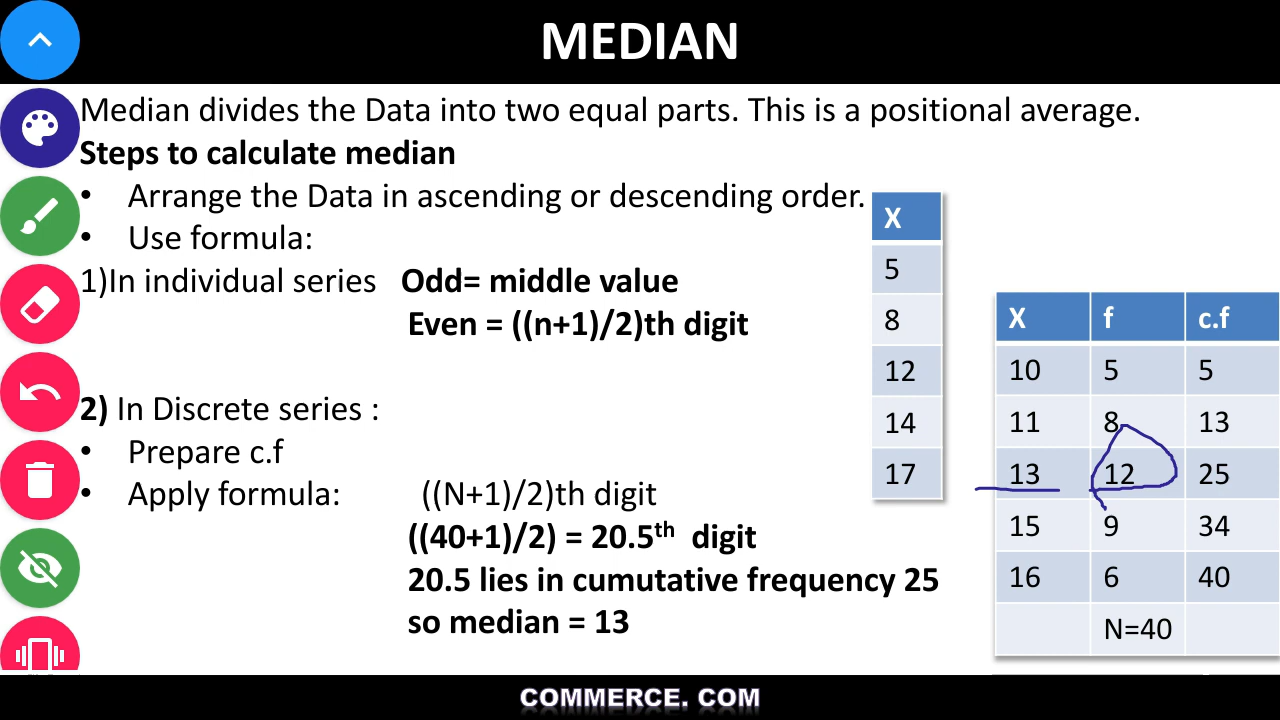 MEDIAN
Median divides the Data into two equal parts. This is a positional average.
Steps to calculate median
• Arrange the Data in ascending or descending order.
• Use formula:
1)In individual series Odd= middle value
Even = ((n+1)/2)th digit
2) In Discrete series :
• Prepare c.f
• Apply formula: ((N+1)/2)th digit
((40+1)/2) = 20.5th digit
20.5 lies in cumutative frequency 25
so median = 13
X
5
8
12
14
17
X f c.f
10 5 5
11 8 13
13 12 25
15 9 34
16 6 40
N=40
COMMERCE. COM